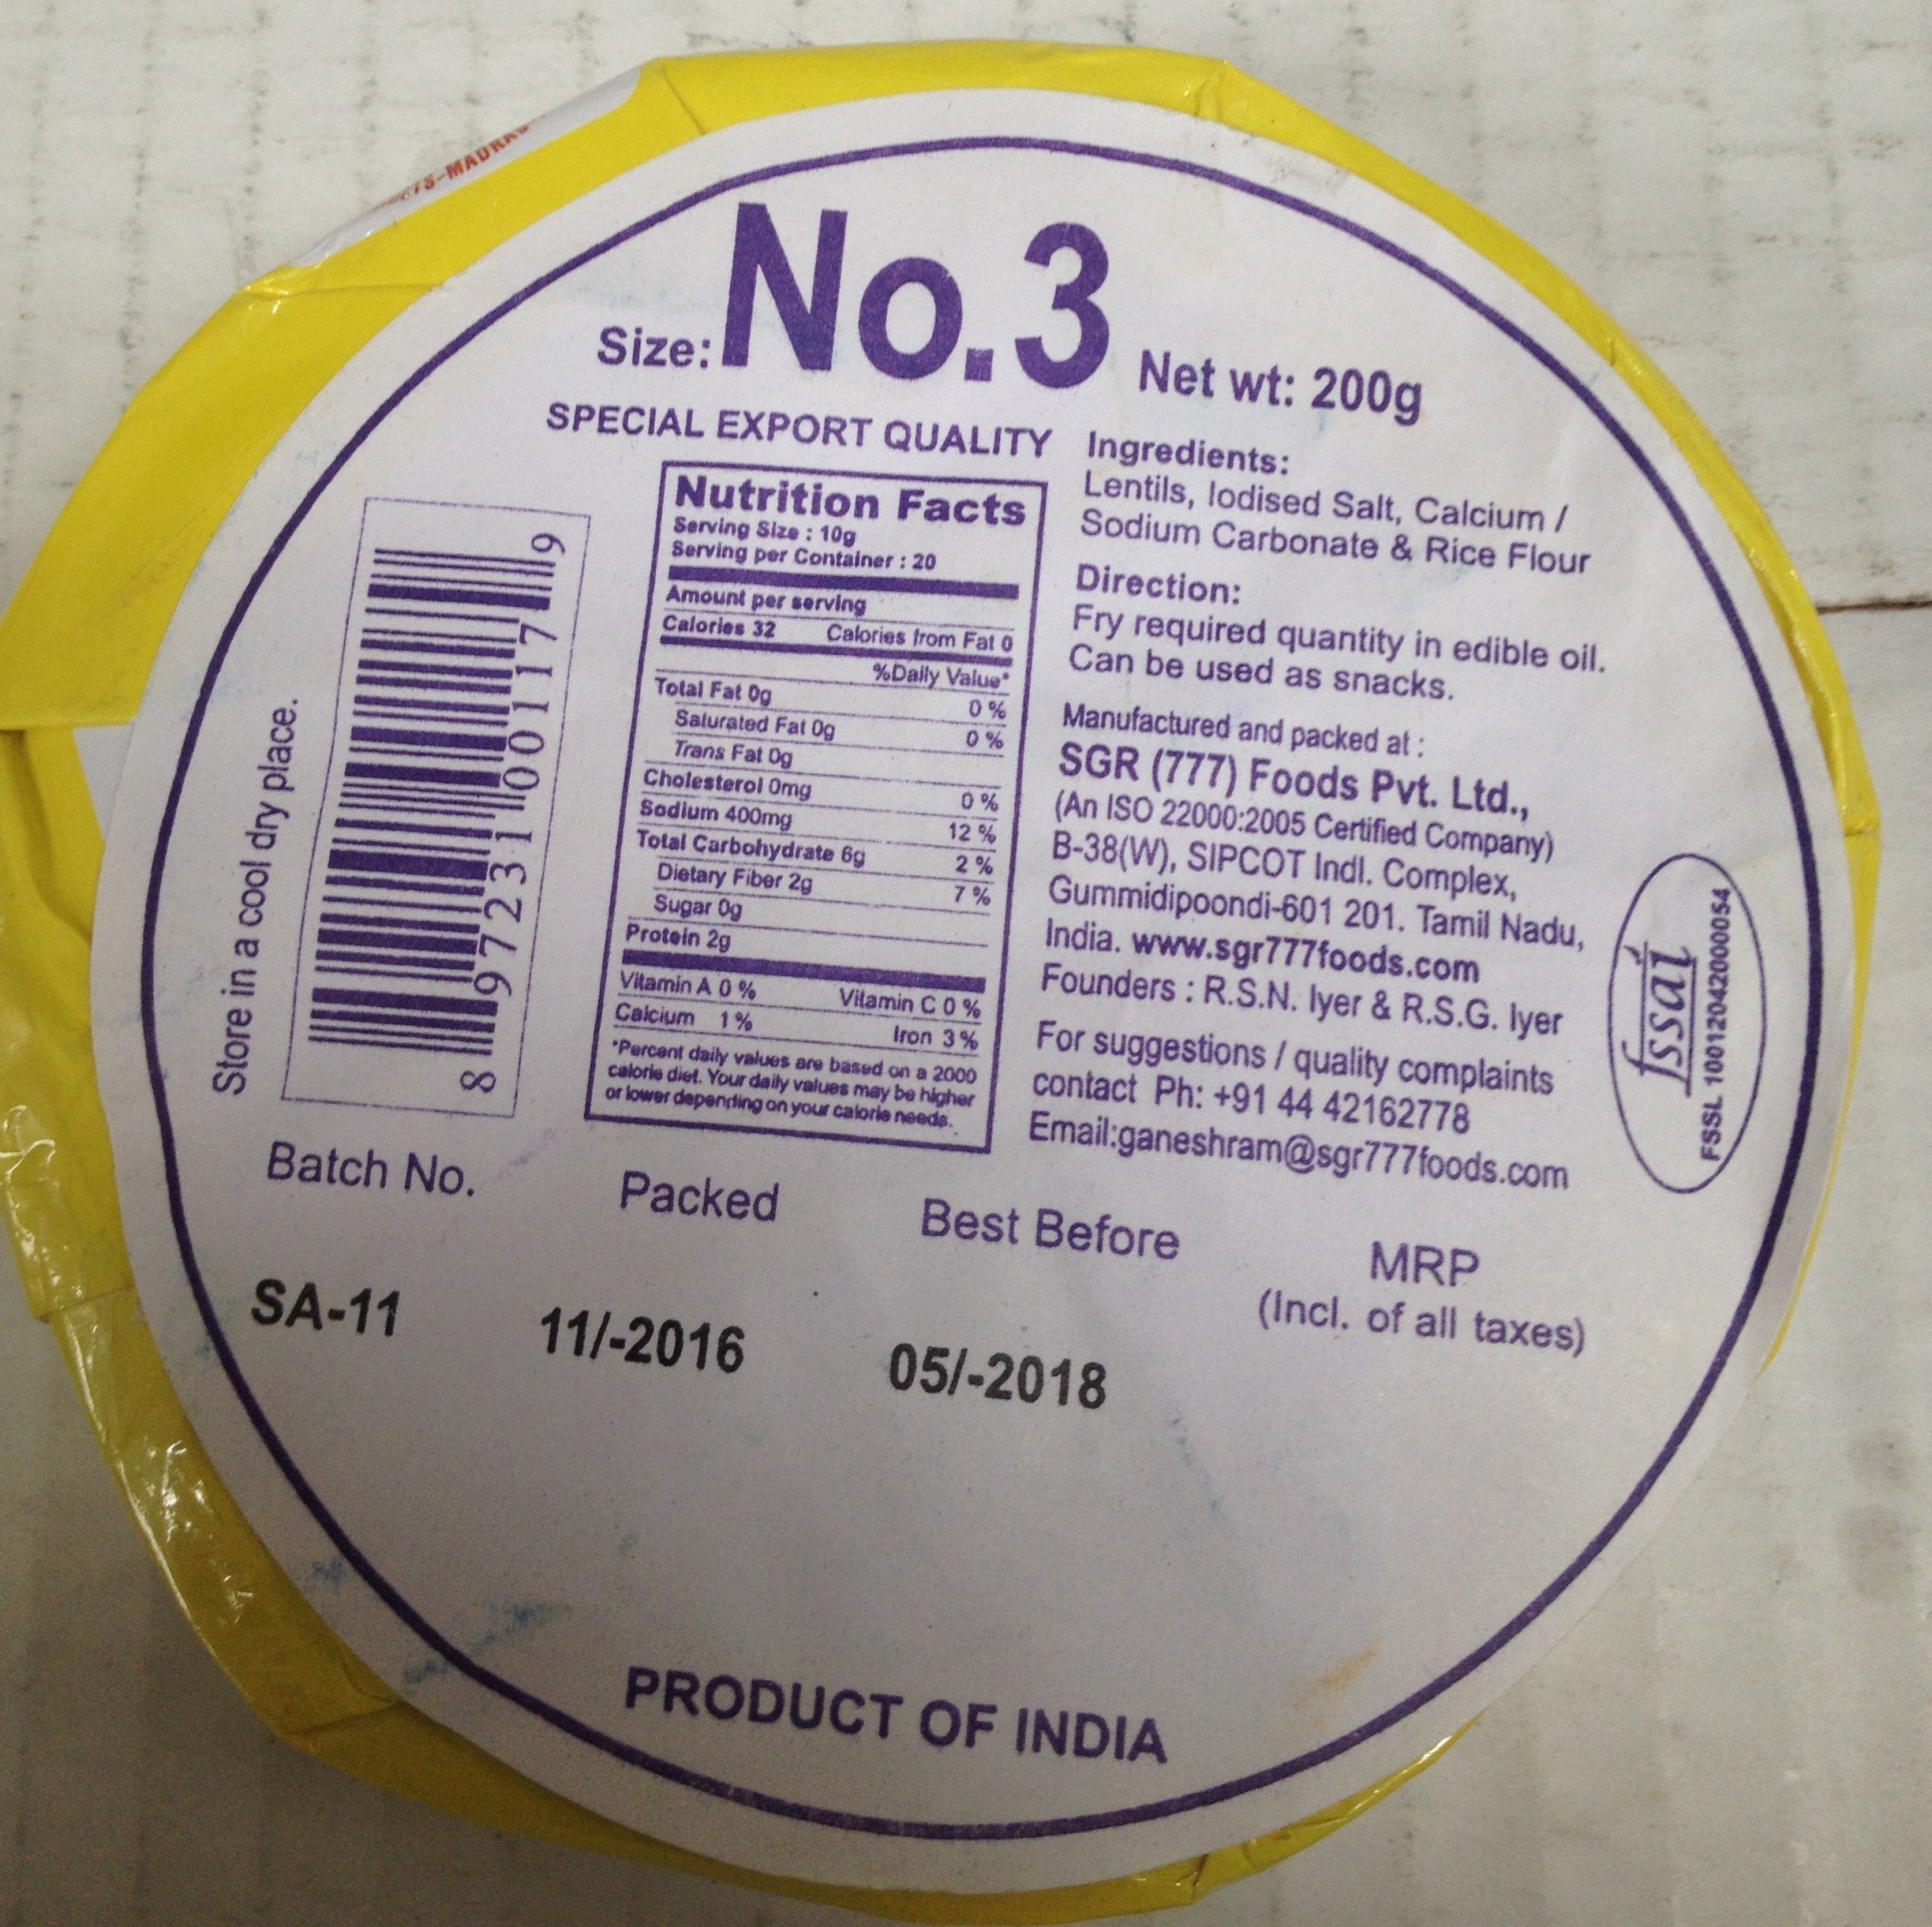 TS-MADRAS
Size: No.3 Net wt: 200g
SPECIAL EXPORT QUALITY
Store in a cool dry place.
8 972310 01179
Nutrition Facts
Serving Size : 10g
Serving per Container : 20
Amount per serving
Calories 32 Calories from Fat 0
%Daily Value*
Total Fat 0g 0 %
Saturated Fat 0g 0 %
Trans Fat 0g
Cholesterol 0mg 0 %
Sodium 400mg 12 %
Total Carbohydrate 6g 2 %
Dietary Fiber 2g 7 %
Sugar 0g
Protein 2g
Vitamin A 0 % Vitamin C 0 %
Calcium 1 % Iron 3 %
*Percent daily values are based on a 2000
calorie diet. Your daily values may be higher
or lower depending on your calorie needs.
Ingredients:
Lentils, Iodised Salt, Calcium /
Sodium Carbonate & Rice Flour
Direction:
Fry required quantity in edible oil.
Can be used as snacks.
Manufactured and packed at :
SGR (777) Foods Pvt. Ltd.,
(An ISO 22000:2005 Certified Company)
B-38(W), SIPCOT Indl. Complex,
Gummidipoondi-601 201. Tamil Nadu,
India. www.sgr777foods.com
Founders : R.S.N. Iyer & R.S.G. Iyer
For suggestions / quality complaints
contact Ph: +91 44 42162778
Email:ganeshram@sgr777foods.com
fssai
FSSL 10012042000054
Batch No. Packed Best Before MRP
(Incl. of all taxes)
SA-11 11/-2016 05/-2018
PRODUCT OF INDIA